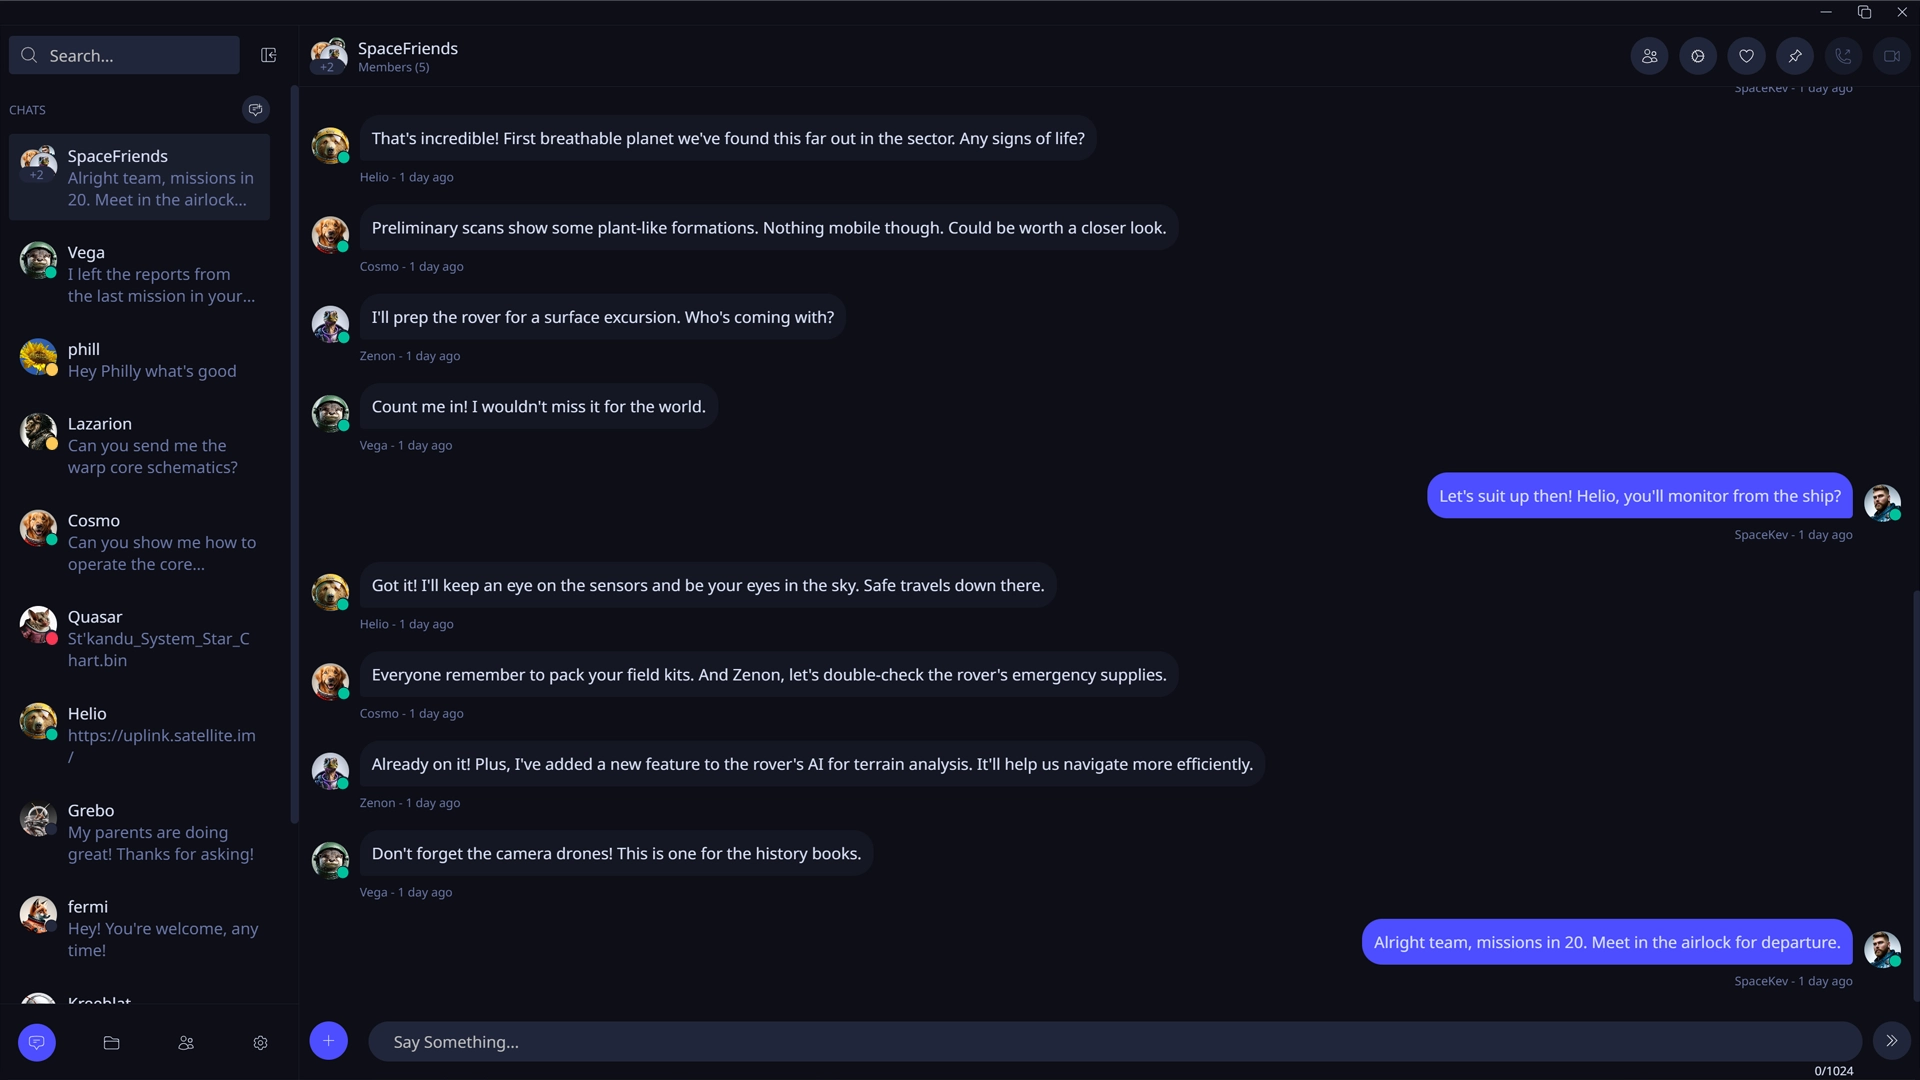 Search...
CHATS
SpaceFriends
+2
Alright team, missions in
20. Meet in the airlock...
Vega
I left the reports from
the last mission in your...
phill
Hey Philly what's good
Lazarion
Can you send me the
warp core schematics?
Cosmo
Can you show me how to
operate the core...
Quasar
St'kandu_System_Star_C
hart.bin
Helio
https://uplink.satellite.im
/
Grebo
My parents are doing
great! Thanks for asking!
fermi
Hey! You're welcome, any
time!
SpaceFriends
+2
Members (5)
SpaceKev - 1 day ago
That's incredible! First breathable planet we've found this far out in the sector. Any signs of life?
Helio - 1 day ago
Preliminary scans show some plant-like formations. Nothing mobile though. Could be worth a closer look.
Cosmo - 1 day ago
I'll prep the rover for a surface excursion. Who's coming with?
Zenon - 1 day ago
Count me in! I wouldn't miss it for the world.
Vega - 1 day ago
Let's suit up then! Helio, you'll monitor from the ship?
SpaceKev - 1 day ago
Got it! I'll keep an eye on the sensors and be your eyes in the sky. Safe travels down there.
Helio - 1 day ago
Everyone remember to pack your field kits. And Zenon, let's double-check the rover's emergency supplies.
Cosmo - 1 day ago
Already on it! Plus, I've added a new feature to the rover's AI for terrain analysis. It'll help us navigate more efficiently.
Zenon - 1 day ago
Don't forget the camera drones! This is one for the history books.
Vega - 1 day ago
Alright team, missions in 20. Meet in the airlock for departure.
SpaceKev - 1 day ago
Say Something...
0/1024